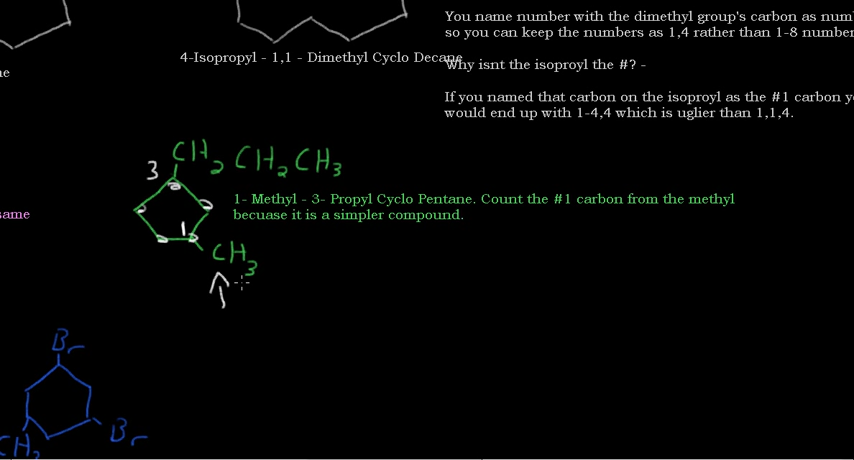 You name number with the dimethyl group's carbon as
so you can keep the numbers as 1,4 rather than 1-8 number
4-Isopropyl - 1,1 - Dimethyl Cyclo Decane
Why isnt the isoproyl the #? -
If you named that carbon on the isoproyl as the #1 carbon
would end up with 1-4,4 which is uglier than 1,1,4.
3
CH2CH2CH3
1- Methyl - 3- Propyl Cyclo Pentane. Count the #1 carbon from the methyl
becuase it is a simpler compound.
same
1
CH3
Br
Br